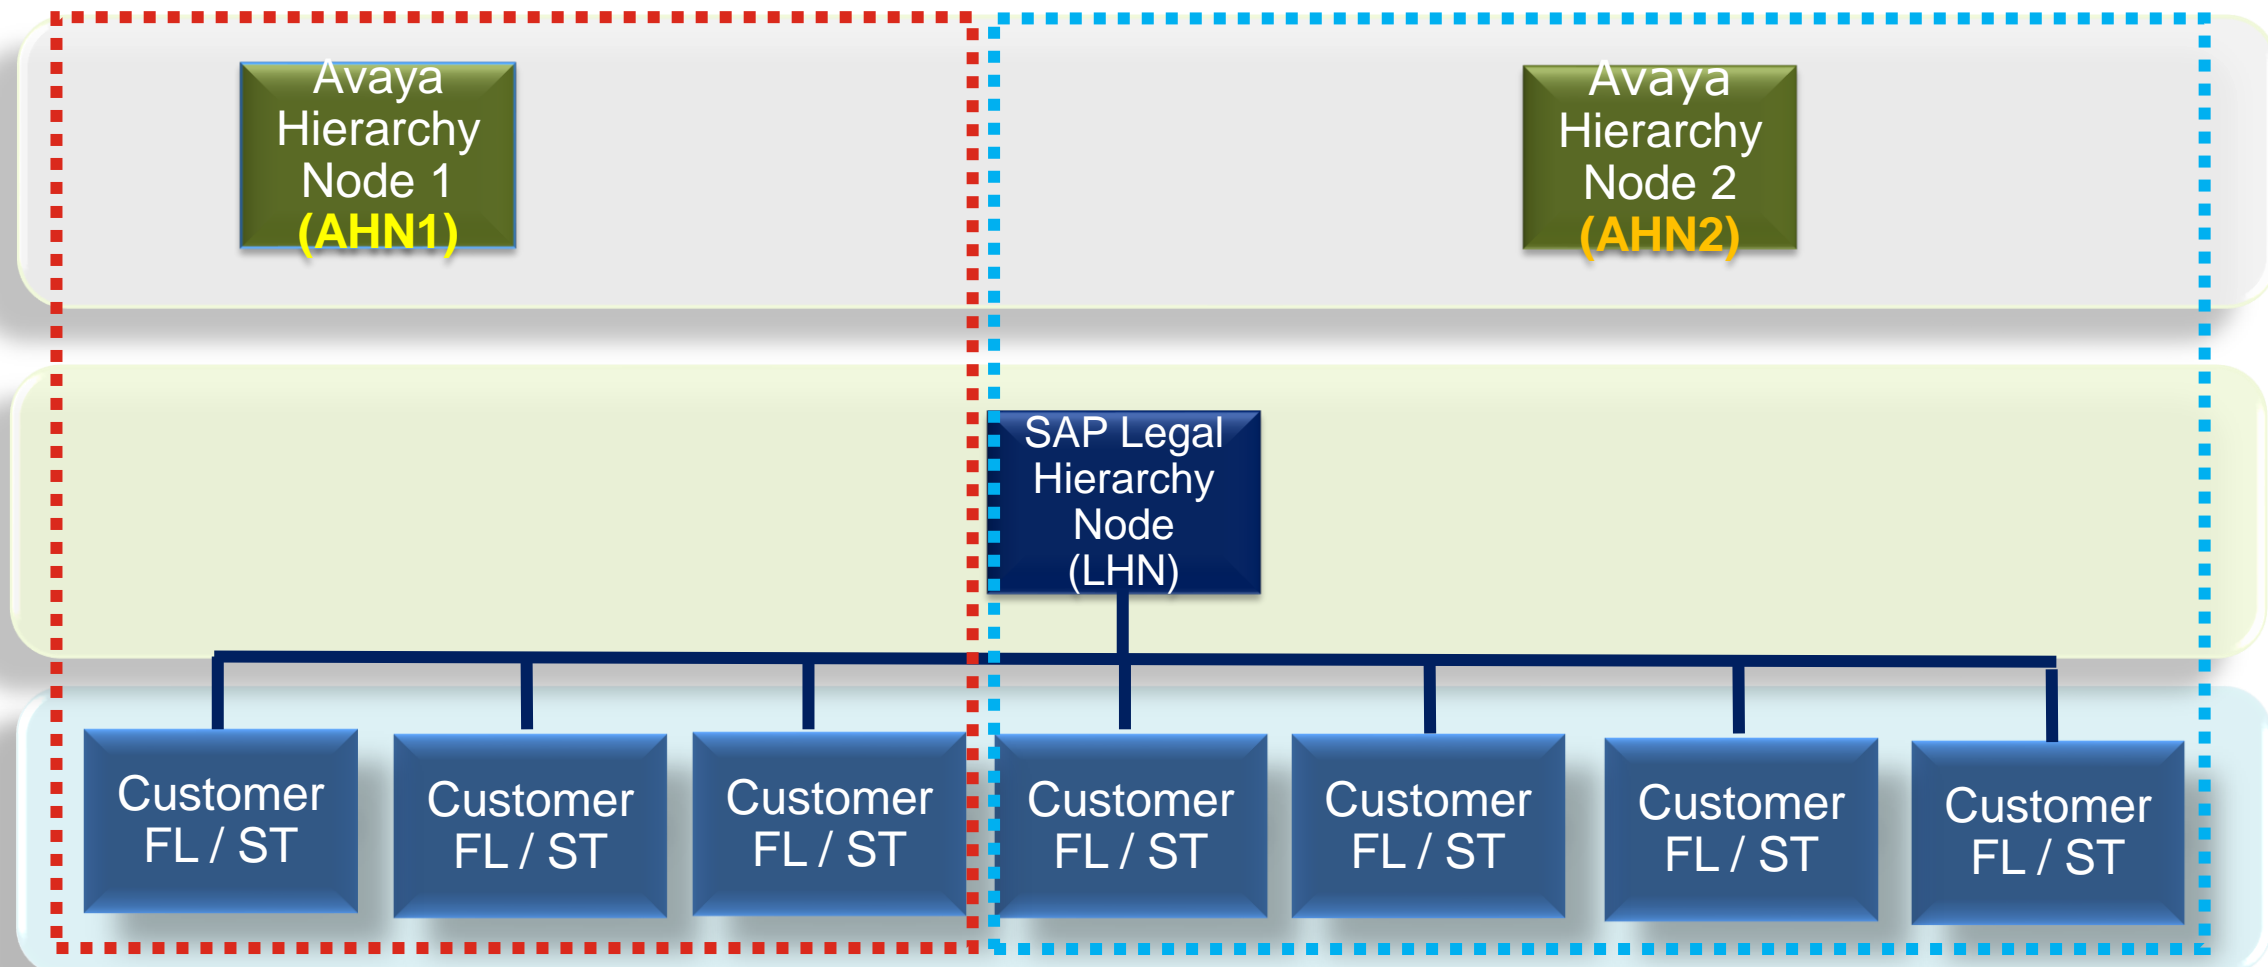 Avaya
Hierarchy
Node 1
(AHN1)
Avaya
Hierarchy
Node 2
(AHN2)
SAP Legal
Hierarchy
Node
(LHN)
Customer
FL / ST
Customer
FL / ST
Customer
FL / ST
Customer
FL / ST
Customer
FL / ST
Customer
FL / ST
Customer
FL / ST